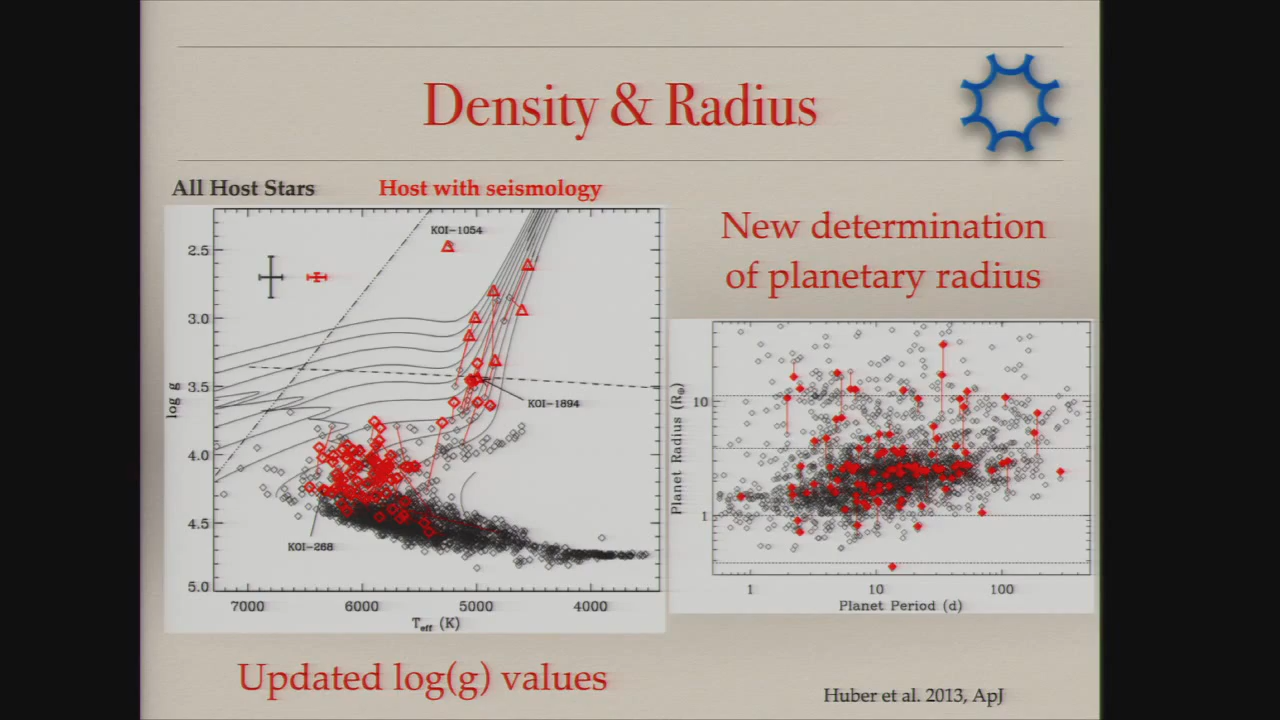 Density & Radius
All Host Stars
Host with seismology
New determination
of planetary radius
KOI-1054
KOI-1894
KOI-268
2.5
3.0
3.5
4.0
4.5
5.0
log g
7000
6000
5000
4000
Teff (K)
10
1
Planet Radius (R⊕)
1
10
100
Planet Period (d)
Updated log(g) values
Huber et al. 2013, ApJ